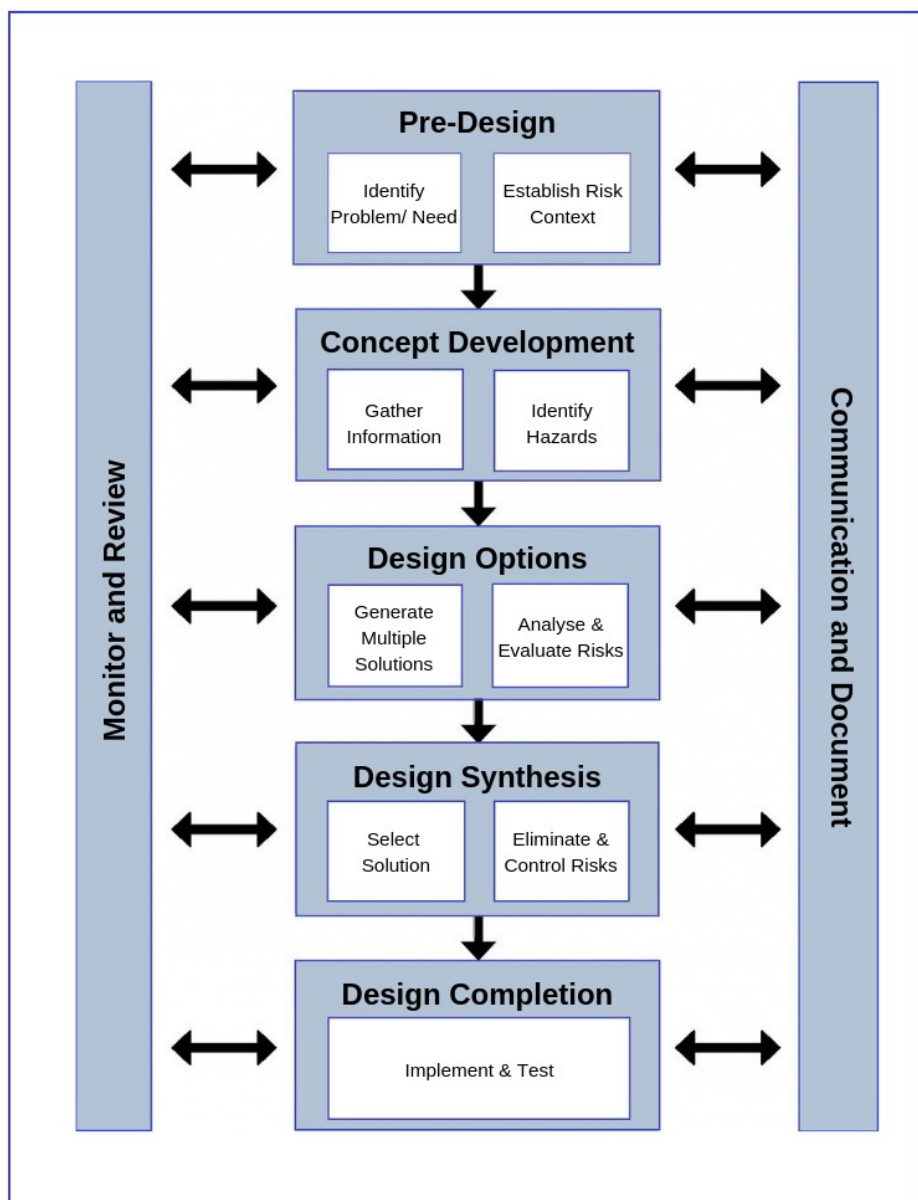 Pre-Design
Identify
Problem/ Need
Establish Risk
Context
Concept Development
Gather
Information
Identify
Hazards
Design Options
Generate
Multiple
Solutions
Analyse &
Evaluate Risks
Design Synthesis
Select
Solution
Eliminate &
Control Risks
Design Completion
Implement & Test
Monitor and Review
Communication and Document